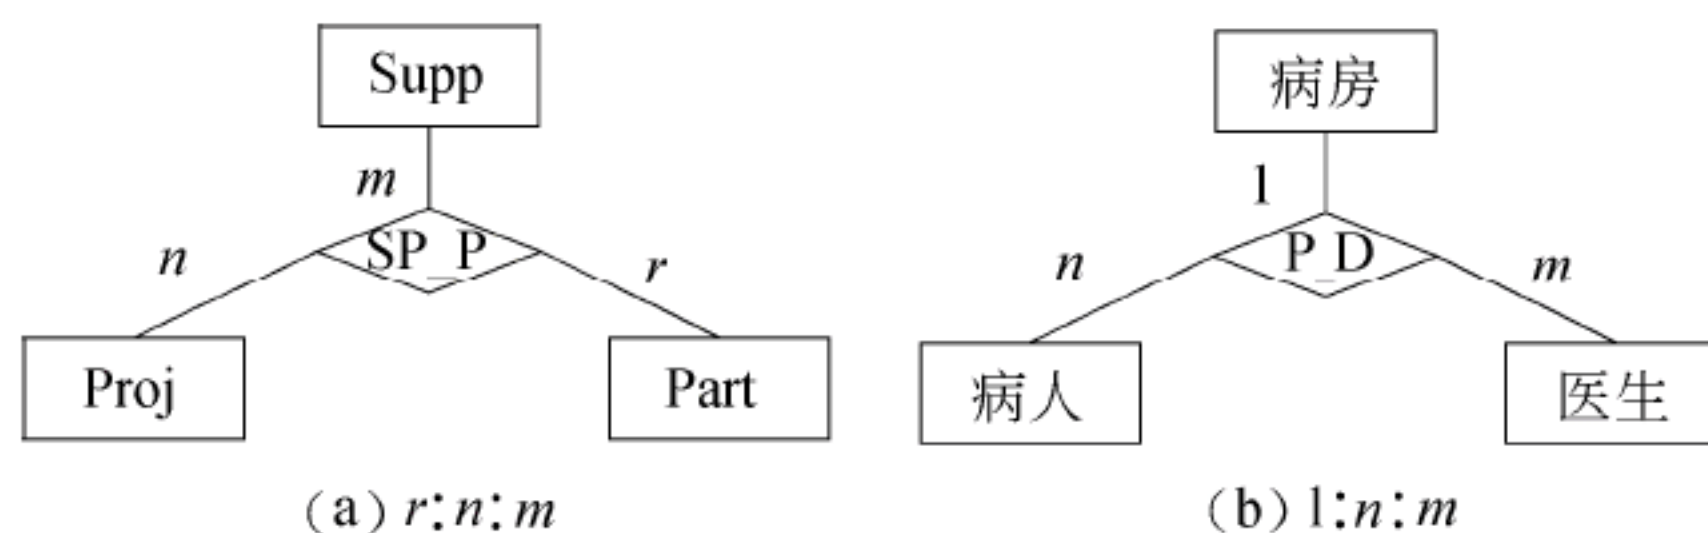 Supp
m
n
SP_P
r
Proj
Part
(a) r:n:m
病房
1
n
P_D
m
病人
医生
(b) 1:n:m